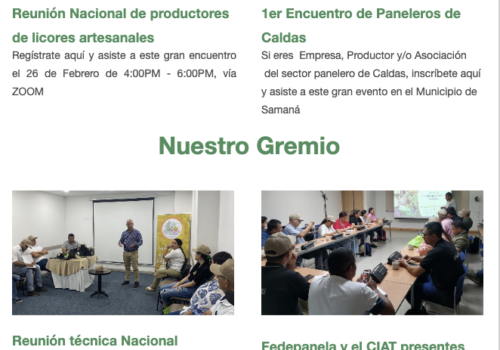 Reunión Nacional de productores
de licores artesanales
Regístrate aquí y asiste a este gran encuentro
el 26 de Febrero de 4:00PM - 6:00PM, vía
ZOOM
1er Encuentro de Paneleros de
Caldas
Si eres Empresa, Productor y/o Asociación
del sector panelero de Caldas, inscríbete aquí
y asiste a este gran evento en el Municipio de
Samaná
Nuestro Gremio
Reunión técnica Nacional
Fedepanela y el CIAT presentes